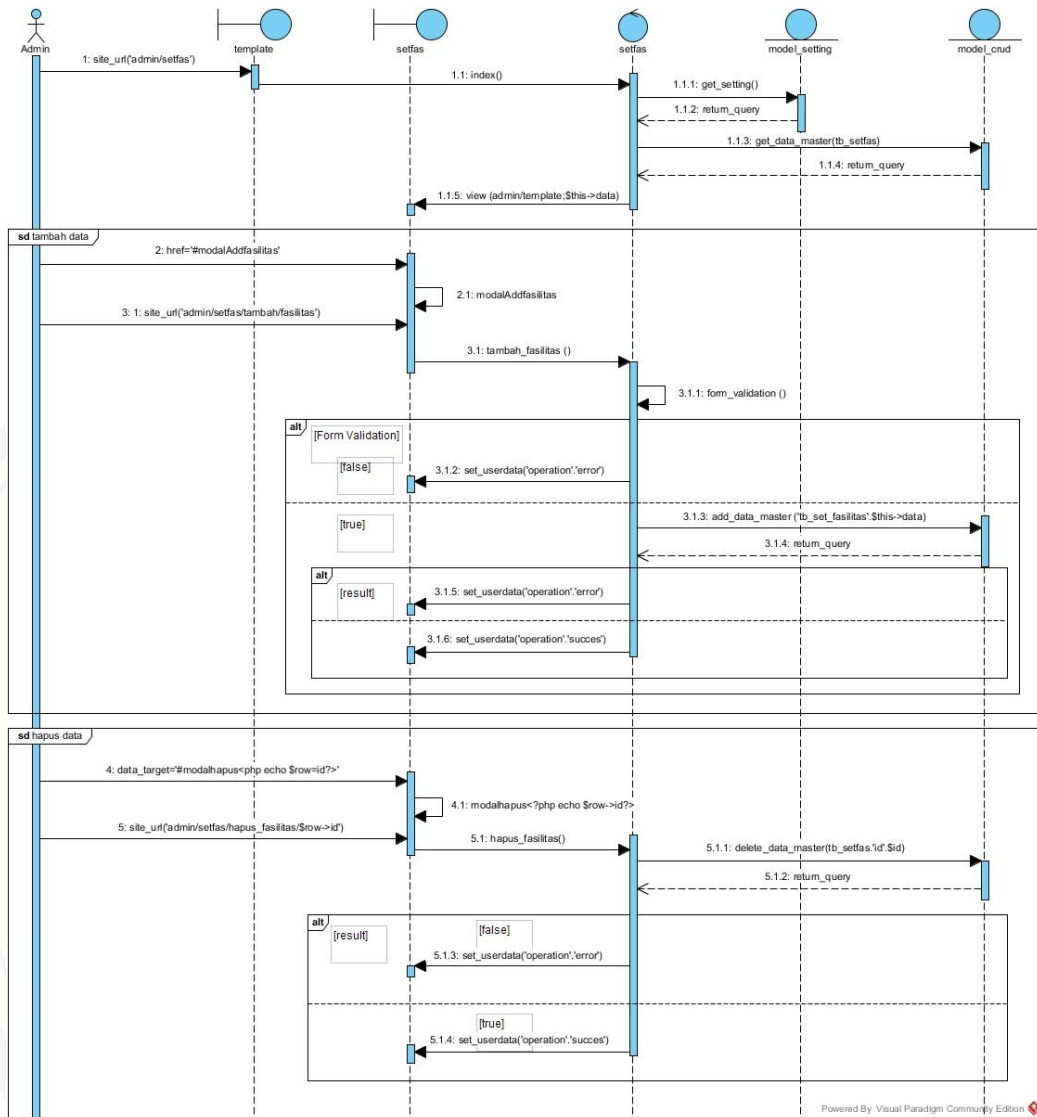 Admin
template
setfas
setfas
model_setting
model_crud
1: site_url('admin/setfas')
1.1: index()
1.1.1: get_setting()
1.1.2: return_query
1.1.3: get_data_master(tb_setfas)
1.1.4: return_query
1.1.5: view (admin/template;$this->data)
sd tambah data
2: href='#modalAddfasilitas'
2.1: modalAddfasilitas
3: 1: site_url('admin/setfas/tambah/fasilitas')
3.1: tambah_fasilitas ()
3.1.1: form_validation ()
alt
[Form Validation]
[false]
3.1.2: set_userdata('operation'.'error')
[true]
3.1.3: add_data_master ('tb_set_fasilitas'.$this->data)
3.1.4: return_query
alt
[result]
3.1.5: set_userdata('operation'.'error')
3.1.6: set_userdata('operation'.'succes')
sd hapus data
4: data_target='#modalhapus<php echo $row=id?>'
4.1: modalhapus<?php echo $row->id?>
5: site_url('admin/setfas/hapus_fasilitas/$row->id')
5.1: hapus_fasilitas()
5.1.1: delete_data_master(tb_setfas.'id'.$id)
5.1.2: return_query
alt
[result]
[false]
5.1.3: set_userdata('operation'.'error')
[true]
5.1.4: set_userdata('operation'.'succes')
Powered By Visual Paradigm Community Edition